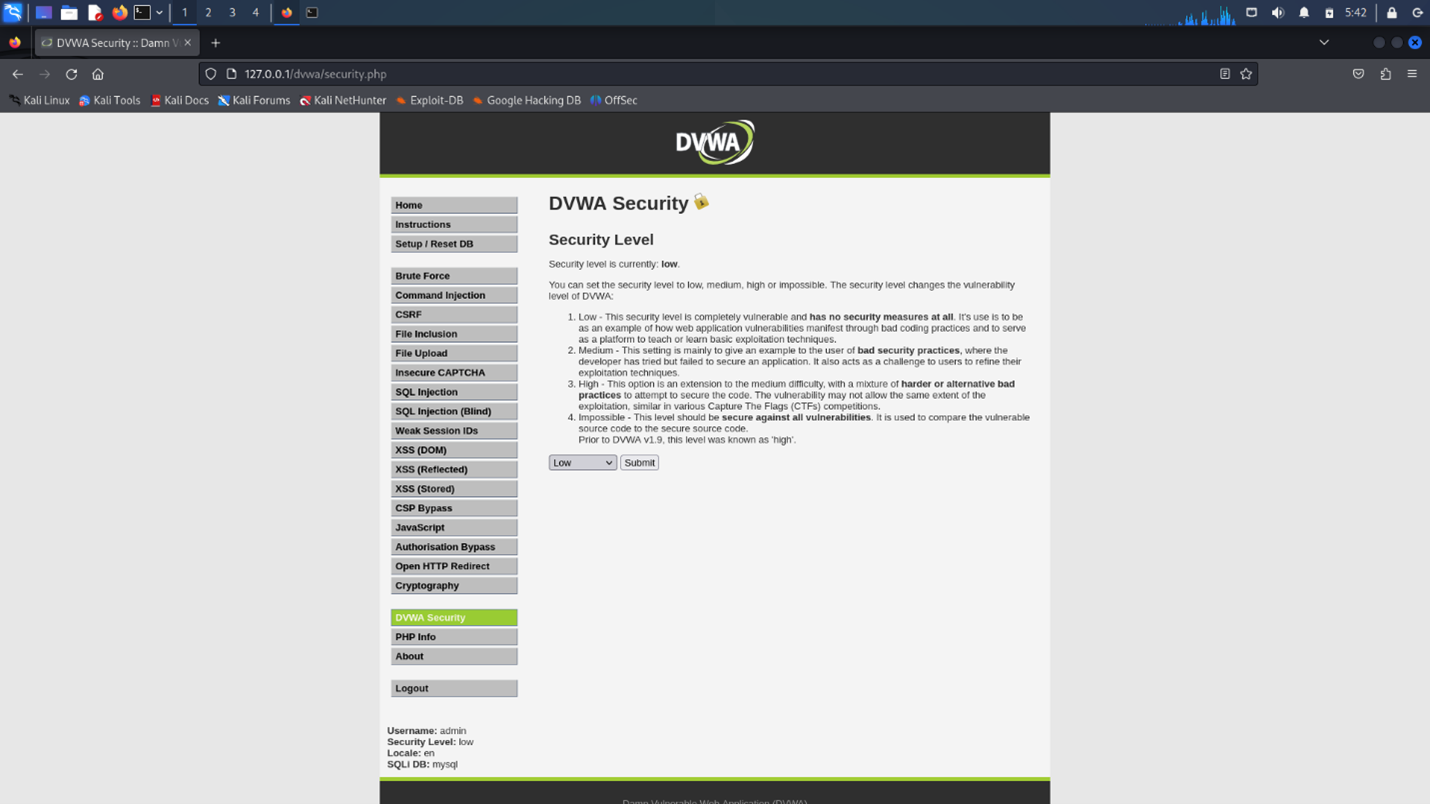 1 2 3 4 5:42
DVWA Security :: Damn V
127.0.0.1/dvwa/security.php
Kali Linux Kali Tools Kali Docs Kali Forums Kali NetHunter Exploit-DB Google Hacking DB OffSec
DVWA
Home
Instructions
Setup / Reset DB
Brute Force
Command Injection
CSRF
File Inclusion
File Upload
Insecure CAPTCHA
SQL Injection
SQL Injection (Blind)
Weak Session IDs
XSS (DOM)
XSS (Reflected)
XSS (Stored)
CSP Bypass
JavaScript
Authorisation Bypass
Open HTTP Redirect
Cryptography
DVWA Security
PHP Info
About
Logout
Username: admin
Security Level: low
Locale: en
SQLi DB: mysql
DVWA Security
Security Level
Security level is currently: low.
You can set the security level to low, medium, high or impossible. The security level changes the vulnerability
level of DVWA:
1. Low - This security level is completely vulnerable and has no security measures at all. It's use is to be
as an example of how web application vulnerabilities manifest through bad coding practices and to serve
as a platform to teach or learn basic exploitation techniques.
2. Medium - This setting is mainly to give an example to the user of bad security practices, where the
developer has tried but failed to secure an application. It also acts as a challenge to users to refine their
exploitation techniques.
3. High - This option is an extension to the medium difficulty, with a mixture of harder or alternative bad
practices to attempt to secure the code. The vulnerability may not allow the same extent of the
exploitation, similar in various Capture The Flags (CTFs) competitions.
4. Impossible - This level should be secure against all vulnerabilities. It is used to compare the vulnerable
source code to the secure source code.
Prior to DVWA v1.9, this level was known as 'high'.
Low Submit
Damn Vulnerable Web Application (DVWA)